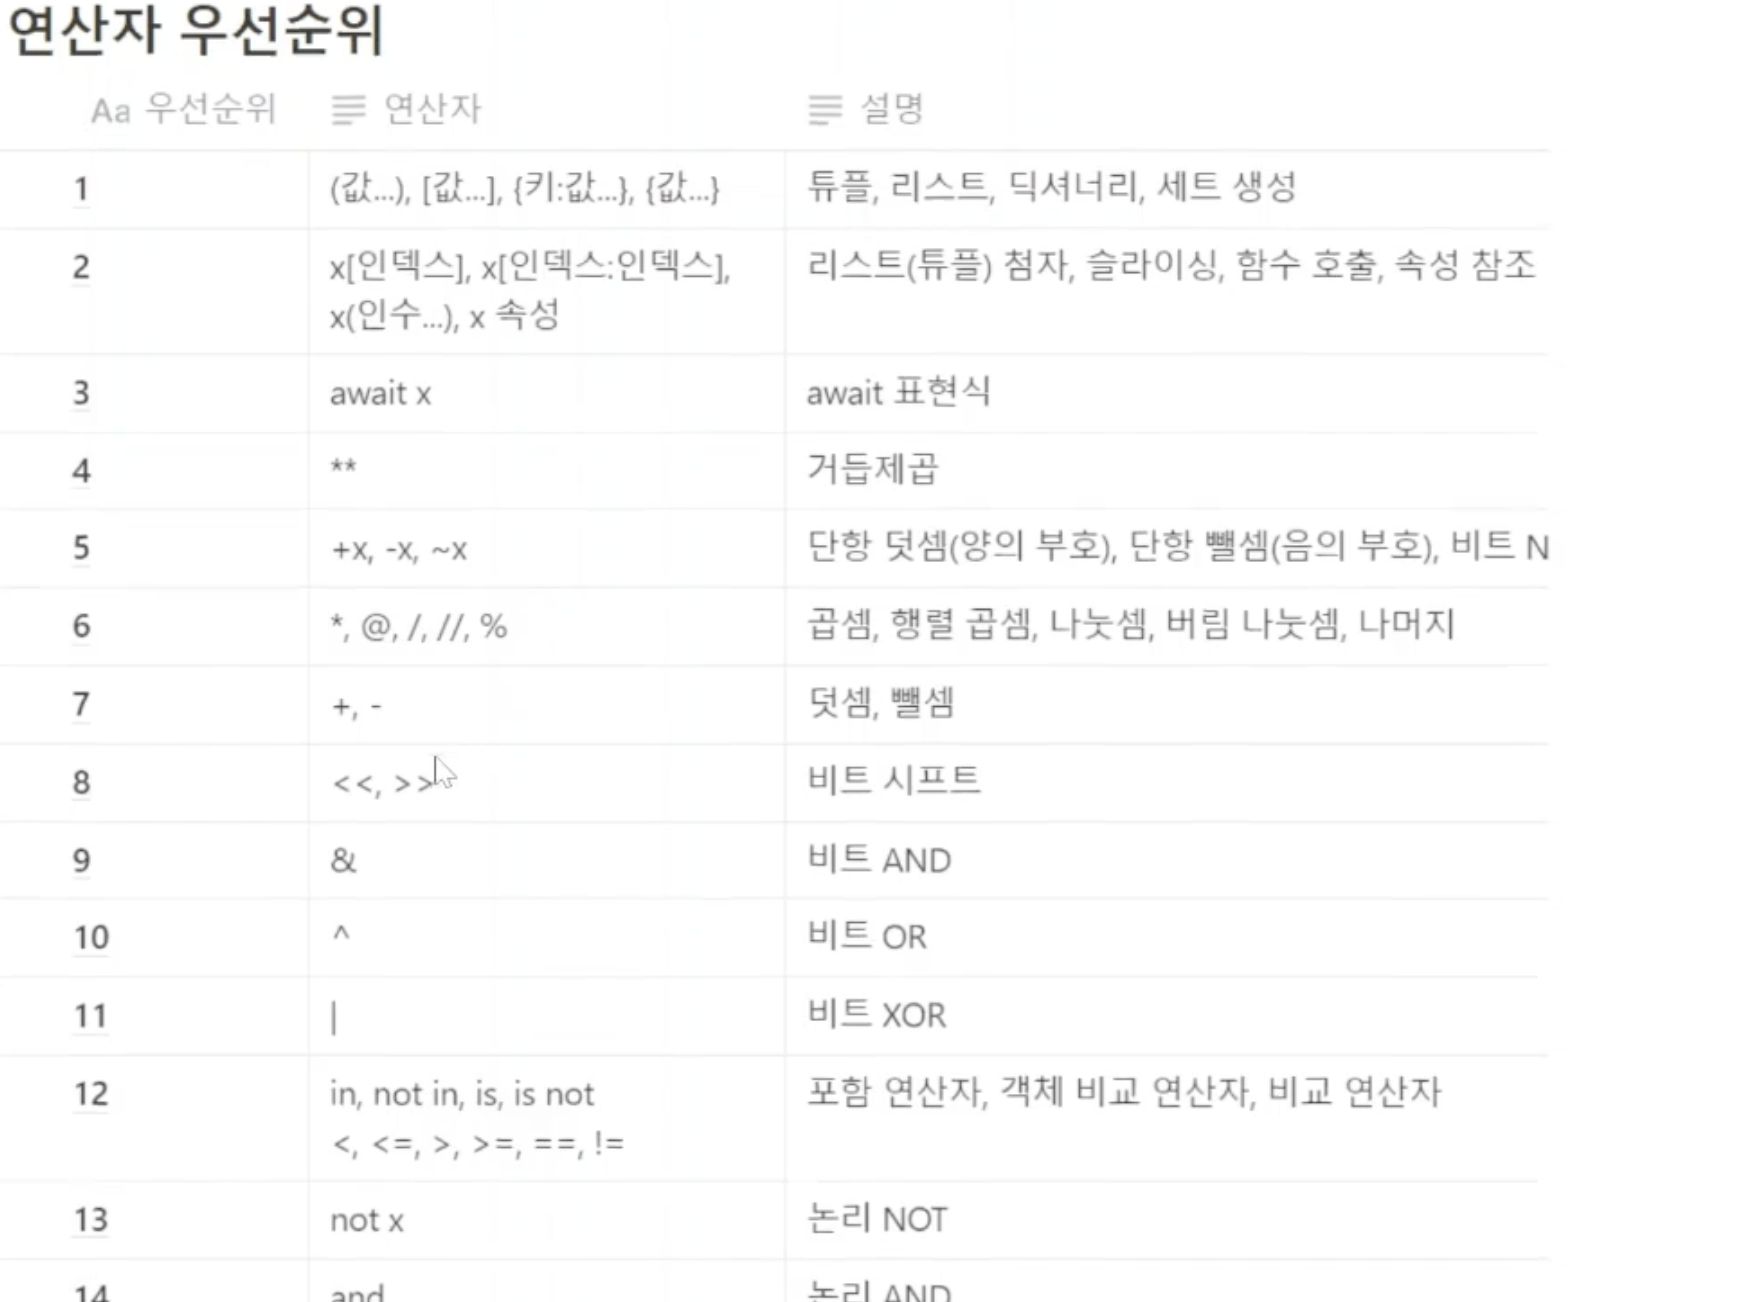 연산자 우선순위
Aa 우선순위 연산자 설명
1 (값...), [값...], {키:값...}, {값...} 튜플, 리스트, 딕셔너리, 세트 생성
2 x[인덱스], x[인덱스:인덱스], 리스트(튜플) 첨자, 슬라이싱, 함수 호출, 속성 참조
x(인수...), x 속성
3 await x await 표현식
4 ** 거듭제곱
5 +x, -x, ~x 단항 덧셈(양의 부호), 단항 뺄셈(음의 부호), 비트 N
6 *, @, /, //, % 곱셈, 행렬 곱셈, 나눗셈, 버림 나눗셈, 나머지
7 +, - 덧셈, 뺄셈
8 <<, >> 비트 시프트
9 & 비트 AND
10 ^ 비트 OR
11 | 비트 XOR
12 in, not in, is, is not 포함 연산자, 객체 비교 연산자, 비교 연산자
<, <=, >, >=, ==, !=
13 not x 논리 NOT
14 and 논리 AND